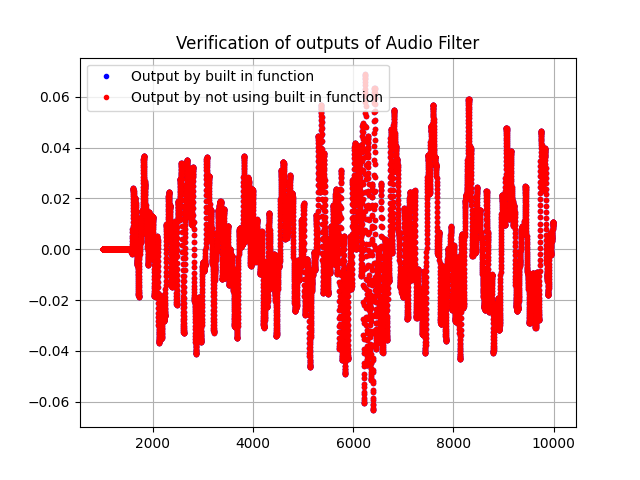 Verification of outputs of Audio Filter
Output by built in function
Output by not using built in function
0.06
0.04
0.02
0.00
−0.02
−0.04
−0.06
2000 4000 6000 8000 10000